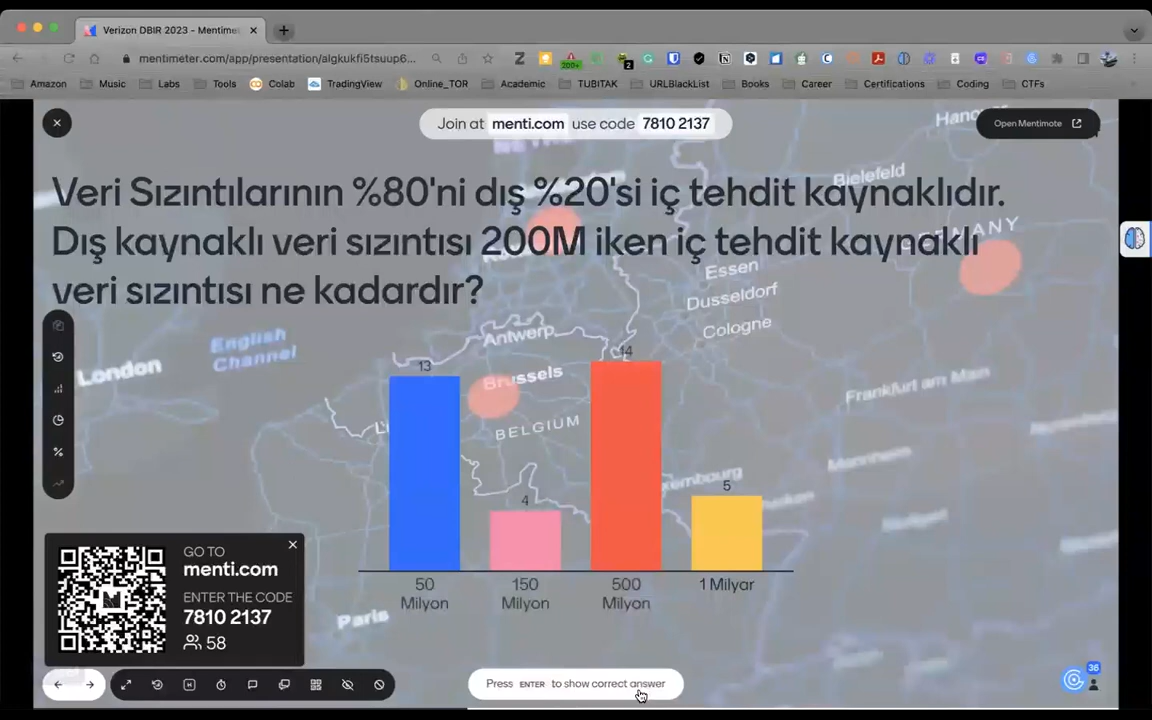 Verizon DBIR 2023 - Mentime
mentimeter.com/app/presentation/algkukfi5tsuup6...
200+
2
Amazon
Music
Labs
Tools
Colab
TradingView
Online_TOR
Academic
TUBITAK
URLBlackList
Books
Career
Certifications
Coding
CTFs
Join at menti.com use code 7810 2137
Open Mentimote
Veri Sızıntılarının %80'ni dış %20'si iç tehdit kaynaklıdır.
Dış kaynaklı veri sızıntısı 200M iken iç tehdit kaynaklı
veri sızıntısı ne kadardır?
Bielefeld
GERMANY
Essen
Dusseldorf
Cologne
Antwerp
Brussels
BELGIUM
English
Channel
London
Frankfurt am Main
Mannheim
Paris
13
4
14
5
50
Milyon
150
Milyon
500
Milyon
1 Milyar
GO TO
menti.com
ENTER THE CODE
7810 2137
58
Press ENTER to show correct answer
36